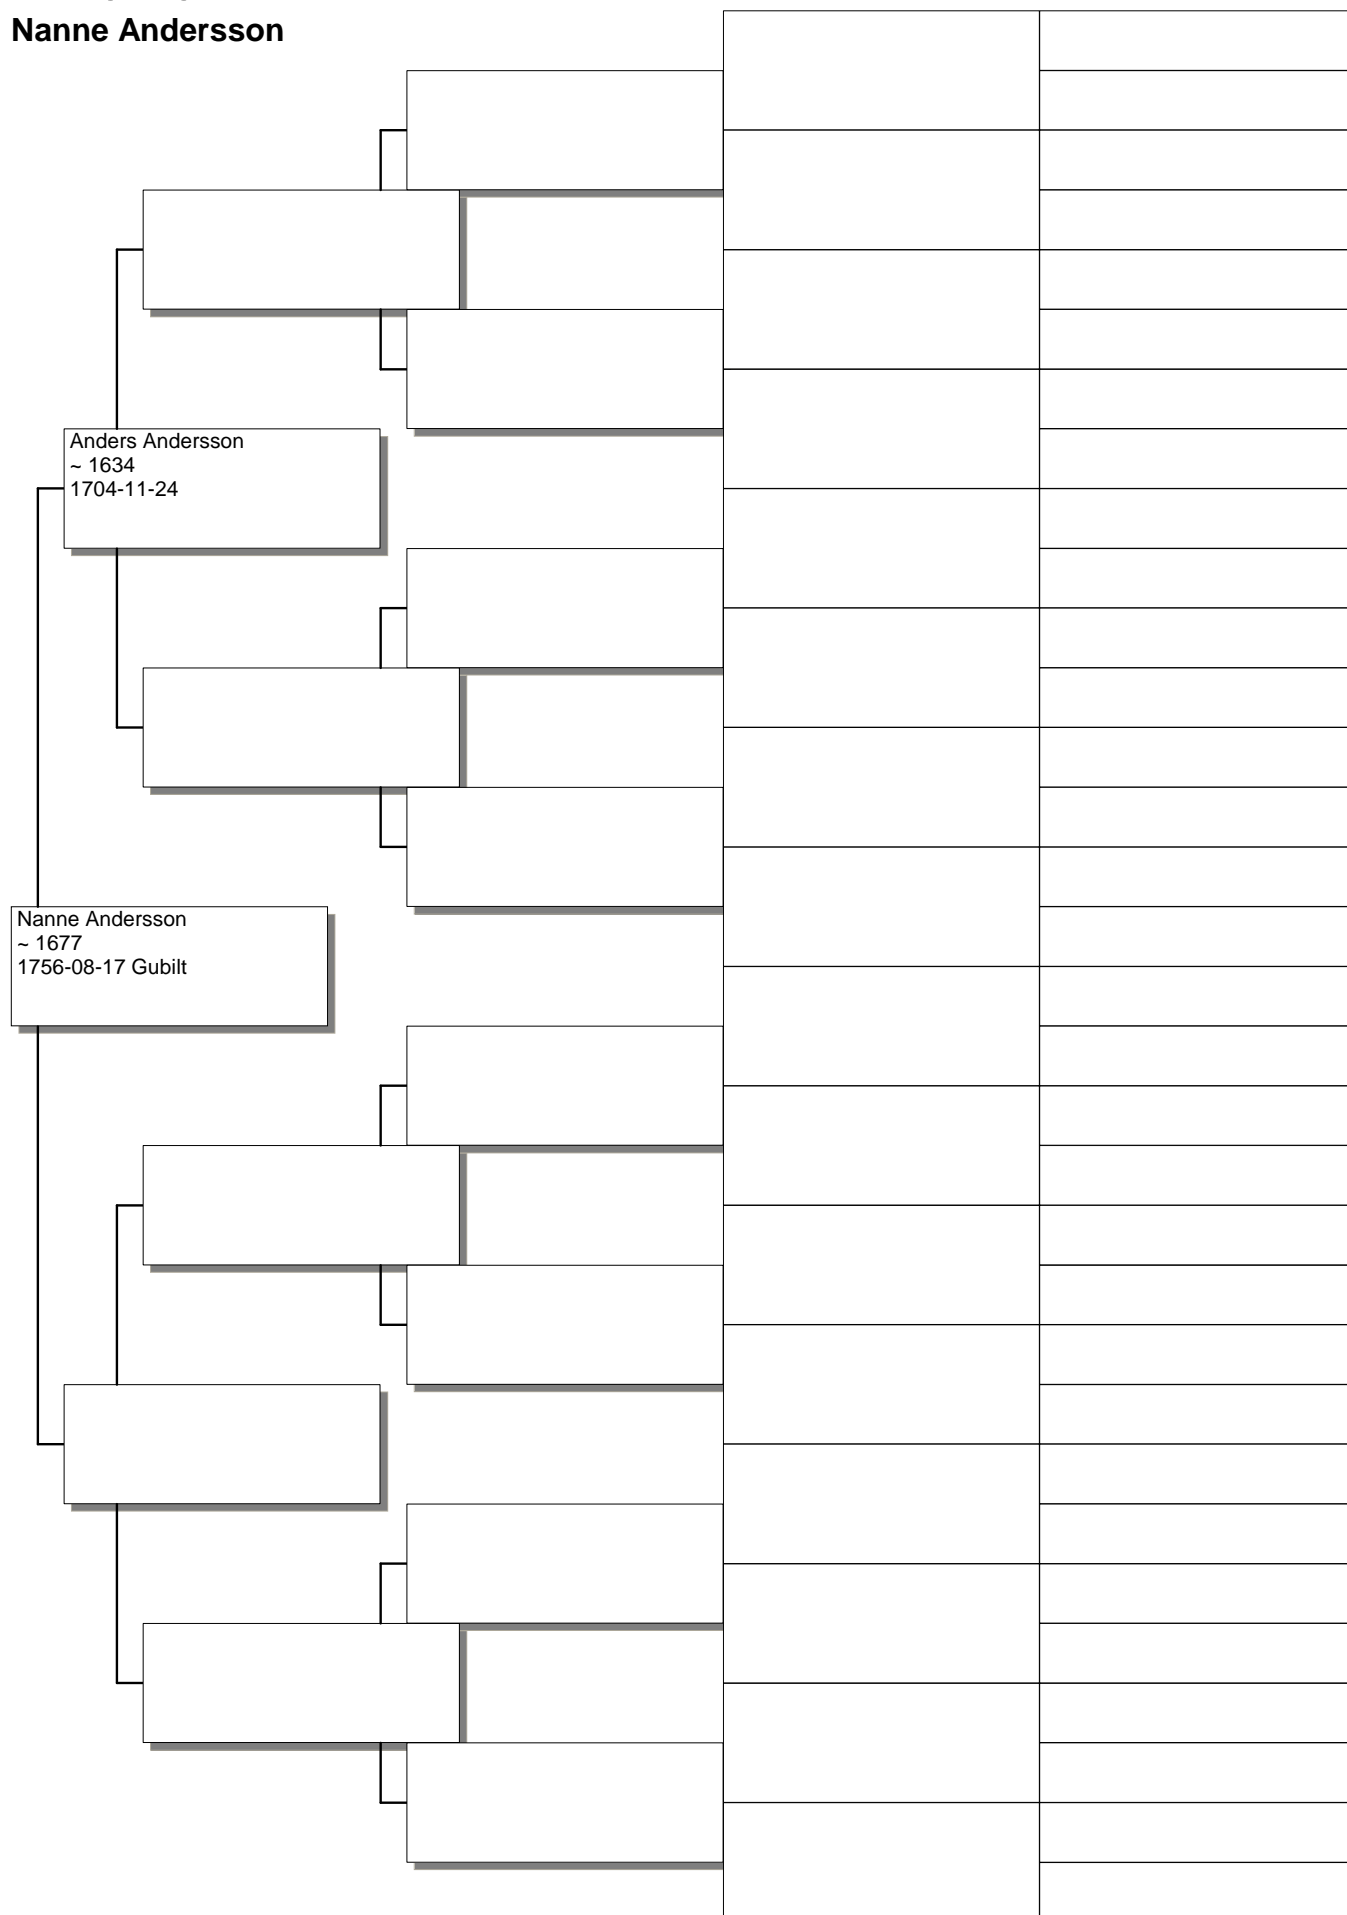 Nanne Andersson
Anders Andersson
~ 1634
1704-11-24
Nanne Andersson
~ 1677
1756-08-17 Gubilt